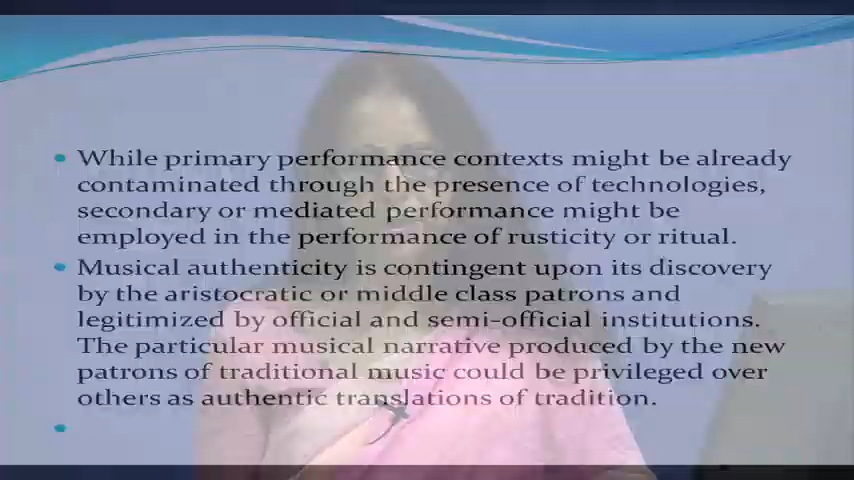 While primary performance contexts might be already
contaminated through the presence of technologies,
secondary or mediated performance might be
employed in the performance of rusticity or ritual.
Musical authenticity is contingent upon its discovery
by the aristocratic or middle class patrons and
legitimized by official and semi-official institutions.
The particular musical narrative produced by the new
patrons of traditional music could be privileged over
others as authentic translations of tradition.